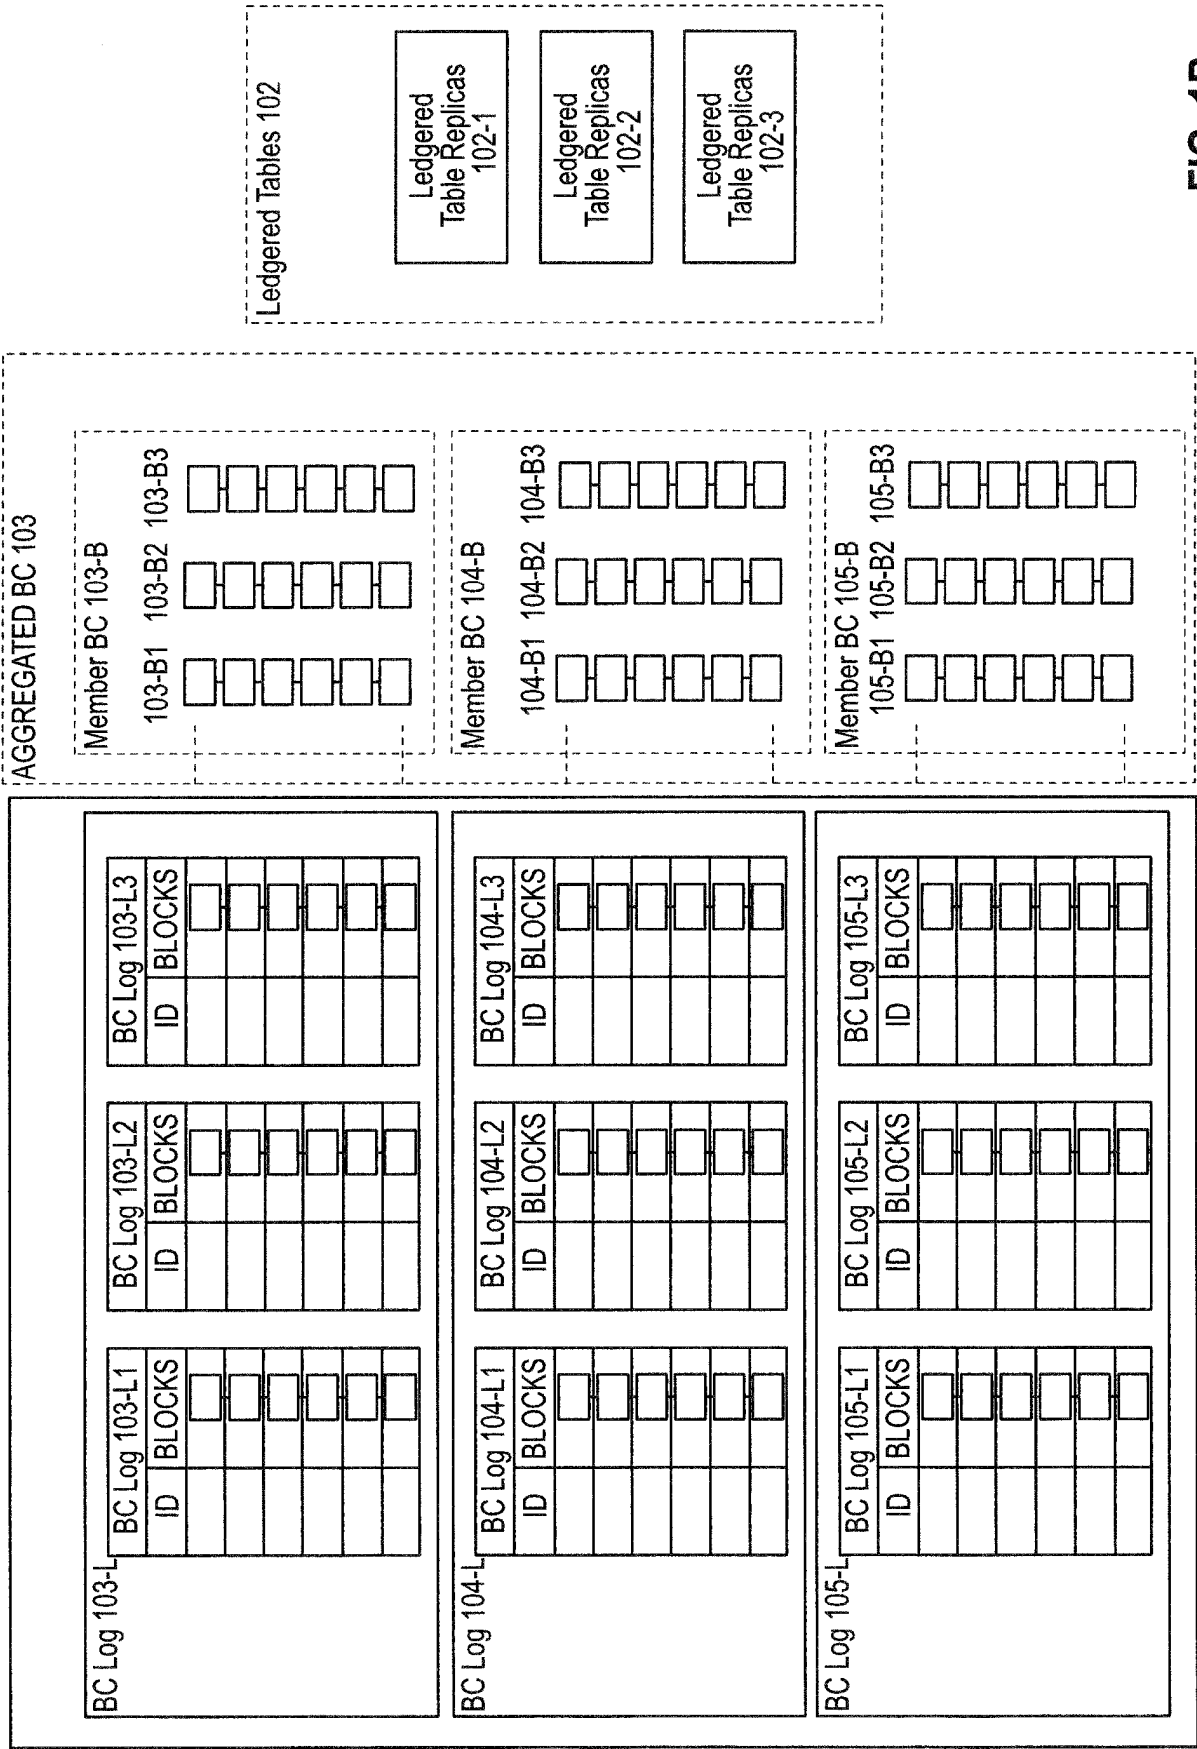 BC Log 103-L
BC Log 103-L1
ID BLOCKS
BC Log 103-L2
ID BLOCKS
BC Log 103-L3
ID BLOCKS
BC Log 104-L
BC Log 104-L1
ID BLOCKS
BC Log 104-L2
ID BLOCKS
BC Log 104-L3
ID BLOCKS
BC Log 105-L
BC Log 105-L1
ID BLOCKS
BC Log 105-L2
ID BLOCKS
BC Log 105-L3
ID BLOCKS
AGGREGATED BC 103
Member BC 103-B
103-B1 103-B2 103-B3
Member BC 104-B
104-B1 104-B2 104-B3
Member BC 105-B
105-B1 105-B2 105-B3
Ledgered Tables 102
Ledgered
Table Replicas
102-1
Ledgered
Table Replicas
102-2
Ledgered
Table Replicas
102-3